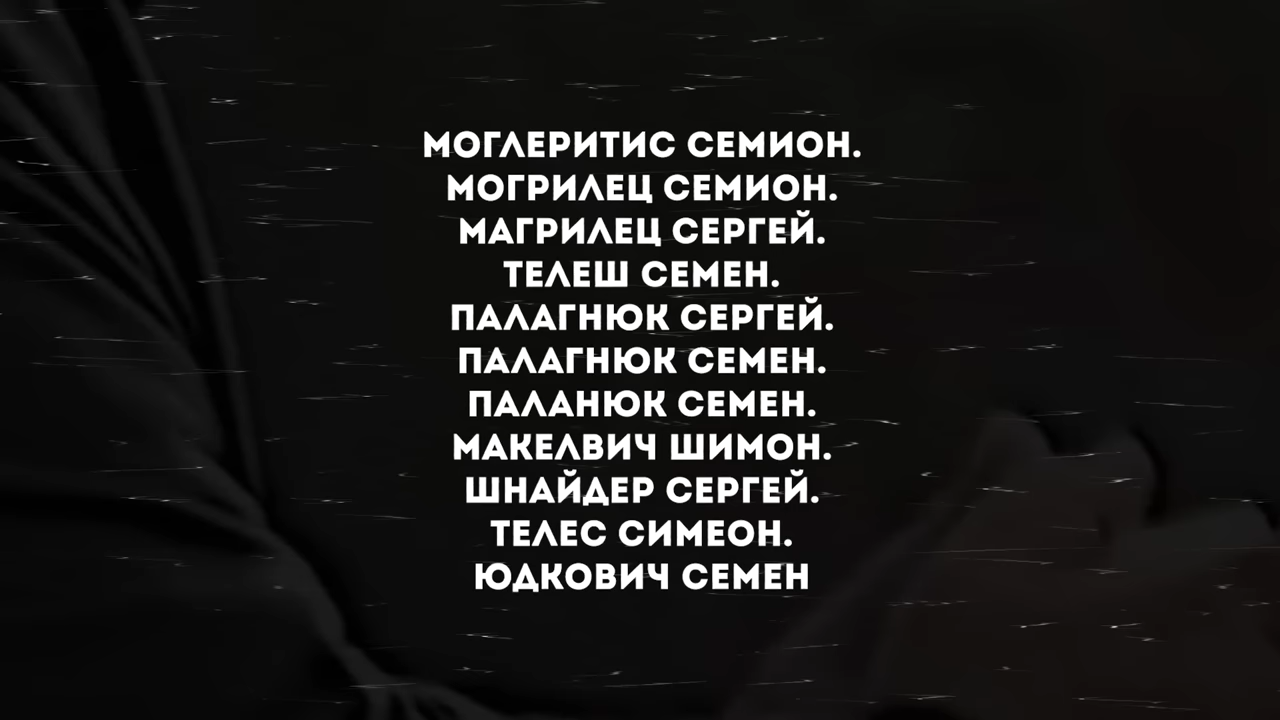 МОГЛЕРИТИС СЕМИОН.
МОГРИЛЕЦ СЕМИОН.
МАГРИЛЕЦ СЕРГЕЙ.
ТЕЛЕШ СЕМЕН.
ПАЛАГНЮК СЕРГЕЙ.
ПАЛАГНЮК СЕМЕН.
ПАЛАНЮК СЕМЕН.
МАКЕЛВИЧ ШИМОН.
ШНАЙДЕР СЕРГЕЙ.
ТЕЛЕС СИМЕОН.
ЮДКОВИЧ СЕМЕН